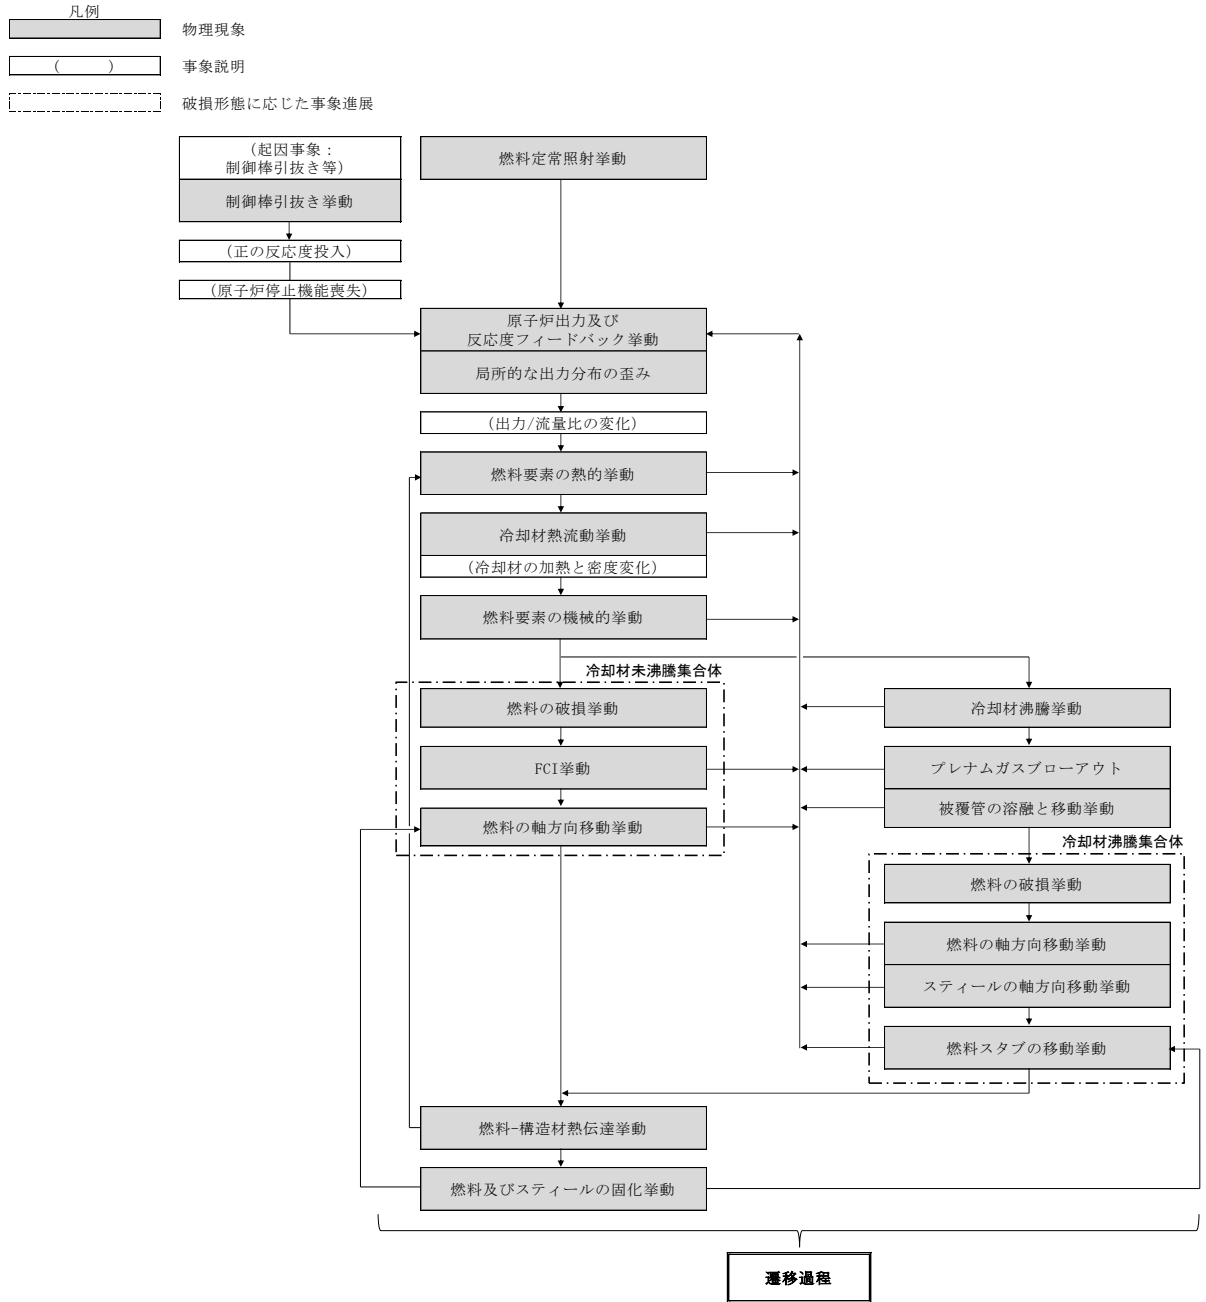 凡例
物理現象
(　　　)
事象説明
破損形態に応じた事象進展
(起因事象：
制御棒引抜き等)
制御棒引抜き挙動
(正の反応度投入)
(原子炉停止機能喪失)
燃料定常照射挙動
原子炉出力及び
反応度フィードバック挙動
局所的な出力分布の歪み
(出力/流量比の変化)
燃料要素の熱的挙動
冷却材熱流動挙動
(冷却材の加熱と密度変化)
燃料要素の機械的挙動
冷却材未沸騰集合体
燃料の破損挙動
FCI挙動
燃料の軸方向移動挙動
冷却材沸騰挙動
プレナムガスブローアウト
被覆管の溶融と移動挙動
冷却材沸騰集合体
燃料の破損挙動
燃料の軸方向移動挙動
スティールの軸方向移動挙動
燃料スタブの移動挙動
燃料-構造材熱伝達挙動
燃料及びスティールの固化挙動
遷移過程